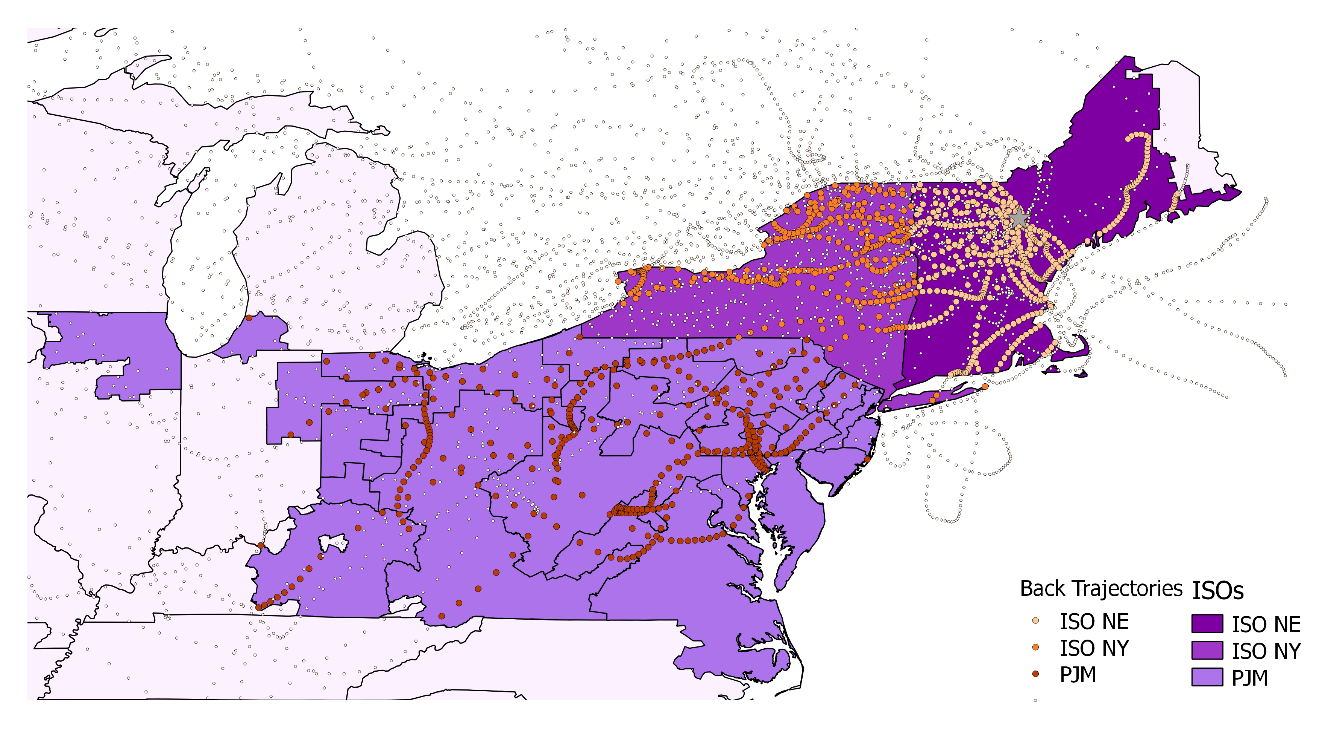 Back Trajectories ISOs
ISO NE ISO NE
ISO NY ISO NY
PJM PJM